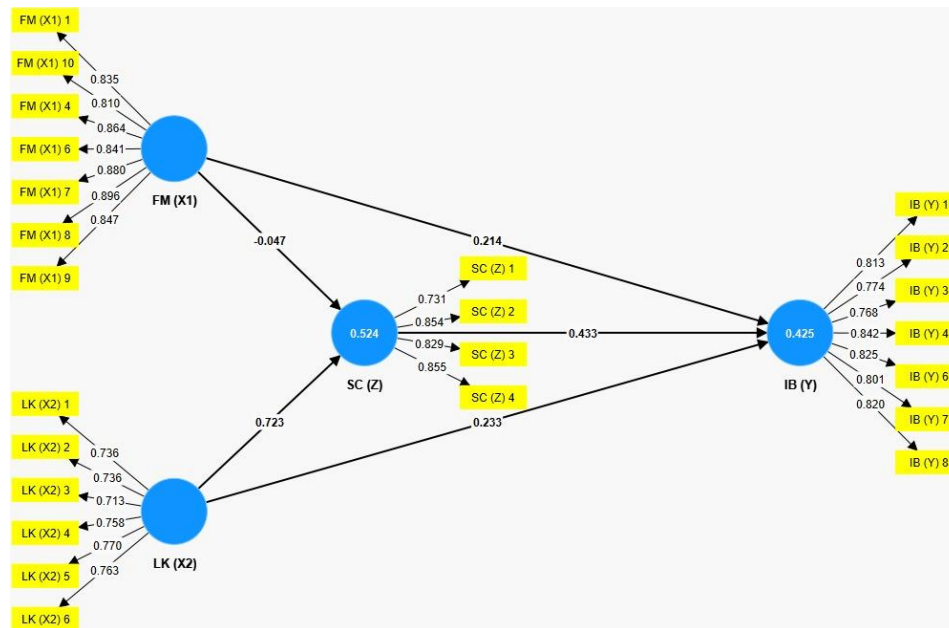 FM (X1) 1
FM (X1) 10
FM (X1) 4
FM (X1) 6
FM (X1) 7
FM (X1) 8
FM (X1) 9
0.835
0.810
0.864
0.841
0.880
0.896
0.847
FM (X1)
-0.047
0.214
SC (Z) 1
SC (Z) 2
SC (Z) 3
SC (Z) 4
0.731
0.854
0.829
0.855
0.524
SC (Z)
0.433
IB (Y) 1
IB (Y) 2
IB (Y) 3
IB (Y) 4
IB (Y) 6
IB (Y) 7
IB (Y) 8
0.813
0.774
0.768
0.842
0.825
0.801
0.820
0.425
IB (Y)
LK (X2) 1
LK (X2) 2
LK (X2) 3
LK (X2) 4
LK (X2) 5
LK (X2) 6
0.736
0.736
0.713
0.758
0.770
0.763
LK (X2)
0.723
0.233